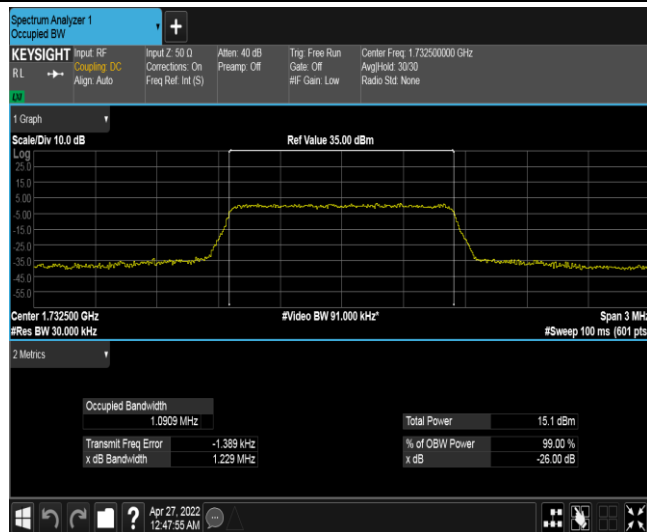 Spectrum Analyzer 1
Occupied BW
+
KEYSIGHT Input: RF Input Z: 50 Ω Atten: 40 dB Trig: Free Run Center Freq: 1.732500000 GHz
RL Coupling: DC Corrections: On Preamp: Off Gate: Off Avg|Hold: 30/30
Align: Auto Freq Ref: Int (S) #IF Gain: Low Radio Std: None
LXI
1 Graph
Scale/Div 10.0 dB Ref Value 35.00 dBm
Log
25.0
15.0
5.00
-5.00
-15.0
-25.0
-35.0
-45.0
-55.0
Center 1.732500 GHz #Video BW 91.000 kHz* Span 3 MHz
#Res BW 30.000 kHz #Sweep 100 ms (601 pts)
2 Metrics
Occupied Bandwidth
1.0909 MHz Total Power 15.1 dBm
Transmit Freq Error -1.389 kHz % of OBW Power 99.00 %
x dB Bandwidth 1.229 MHz x dB -26.00 dB
? Apr 27, 2022
12:47:55 AM